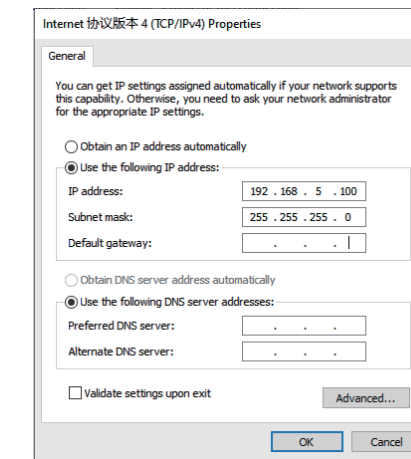 Internet 协议版本 4 (TCP/IPv4) Properties
General
You can get IP settings assigned automatically if your network supports
this capability. Otherwise, you need to ask your network administrator
for the appropriate IP settings.
Obtain an IP address automatically
Use the following IP address:
IP address: 192 . 168 . 5 . 100
Subnet mask: 255 . 255 . 255 . 0
Default gateway: . . .
Obtain DNS server address automatically
Use the following DNS server addresses:
Preferred DNS server: . . .
Alternate DNS server: . . .
Validate settings upon exit
Advanced...
OK Cancel